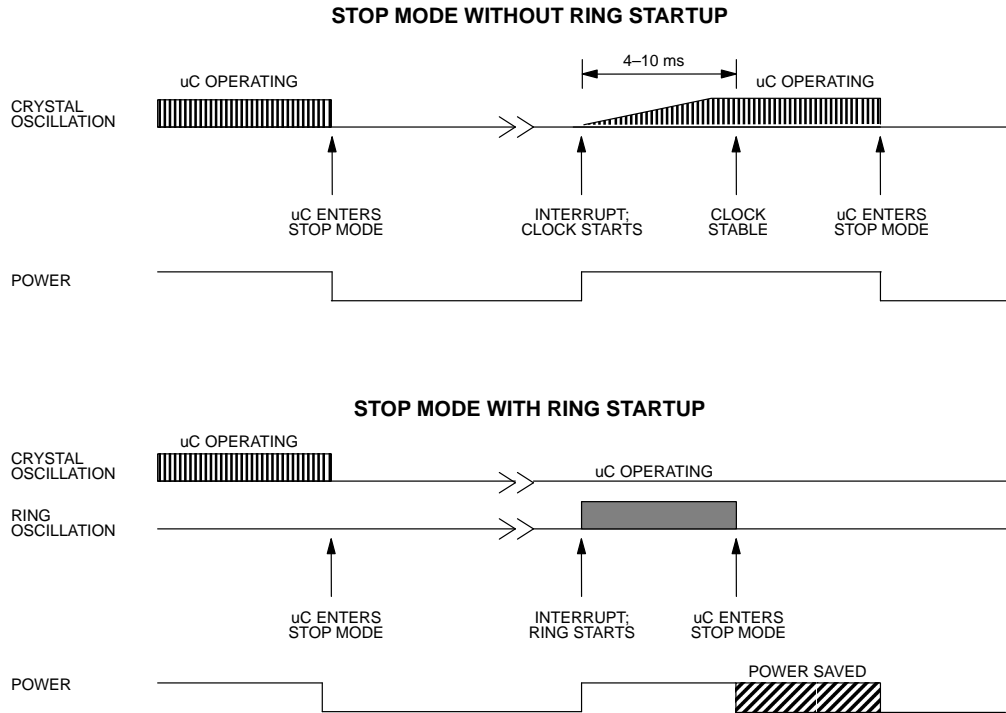 STOP MODE WITHOUT RING STARTUP
4–10 ms
uC OPERATING
uC OPERATING
CRYSTAL
OSCILLATION
uC ENTERS
STOP MODE
INTERRUPT;
CLOCK STARTS
CLOCK
STABLE
uC ENTERS
STOP MODE
POWER
STOP MODE WITH RING STARTUP
uC OPERATING
CRYSTAL
OSCILLATION
uC OPERATING
RING
OSCILLATION
uC ENTERS
STOP MODE
INTERRUPT;
RING STARTS
uC ENTERS
STOP MODE
POWER SAVED
POWER